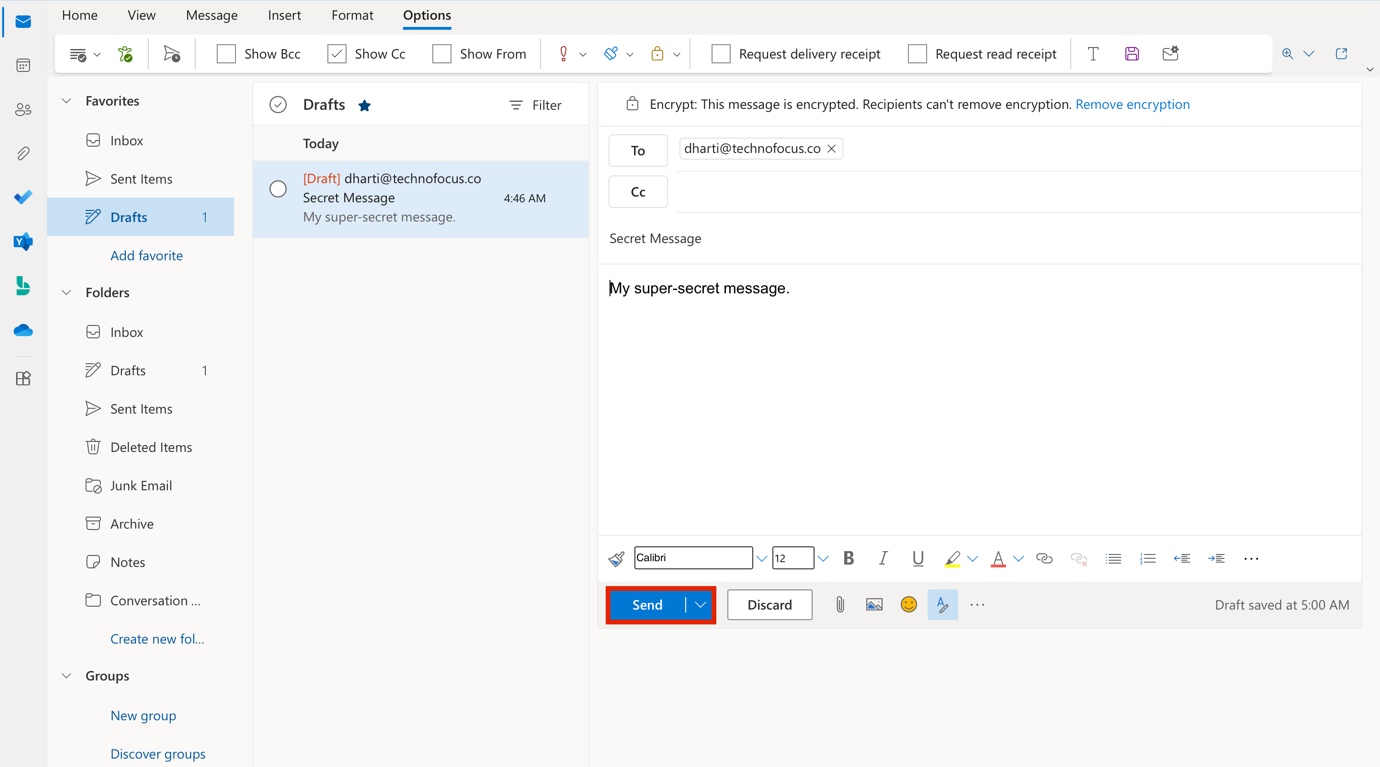 Home View Message Insert Format Options
Show Bcc Show Cc Show From Request delivery receipt Request read receipt T
Favorites
Inbox
Sent Items
Drafts 1
Add favorite
Folders
Inbox
Drafts 1
Sent Items
Deleted Items
Junk Email
Archive
Notes
Conversation ...
Create new fol...
Groups
New group
Discover groups
Drafts Filter
Today
[Draft] dharti@technofocus.co
Secret Message 4:46 AM
My super-secret message.
Encrypt: This message is encrypted. Recipients can't remove encryption. Remove encryption
To dharti@technofocus.co
Cc
Secret Message
My super-secret message.
Calibri 12 B I U A
Send Discard Draft saved at 5:00 AM